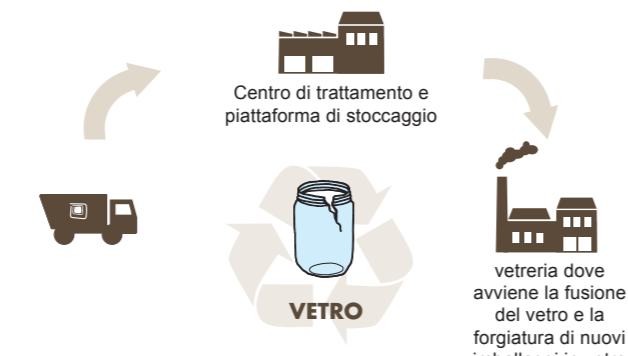 Centro di trattamento e
piattaforma di stoccaggio
VETRO
vetreria dove
avviene la fusione
del vetro e la
forgiatura di nuovi